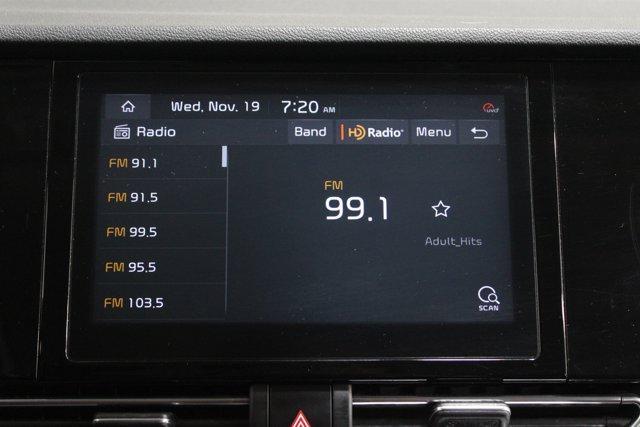 Wed, Nov. 19 7:20 AM
Radio Band HD Radio Menu
FM 91.1
FM 91.5
FM 99.5
FM 95.5
FM 103.5
FM
99.1
Adult_Hits
SCAN